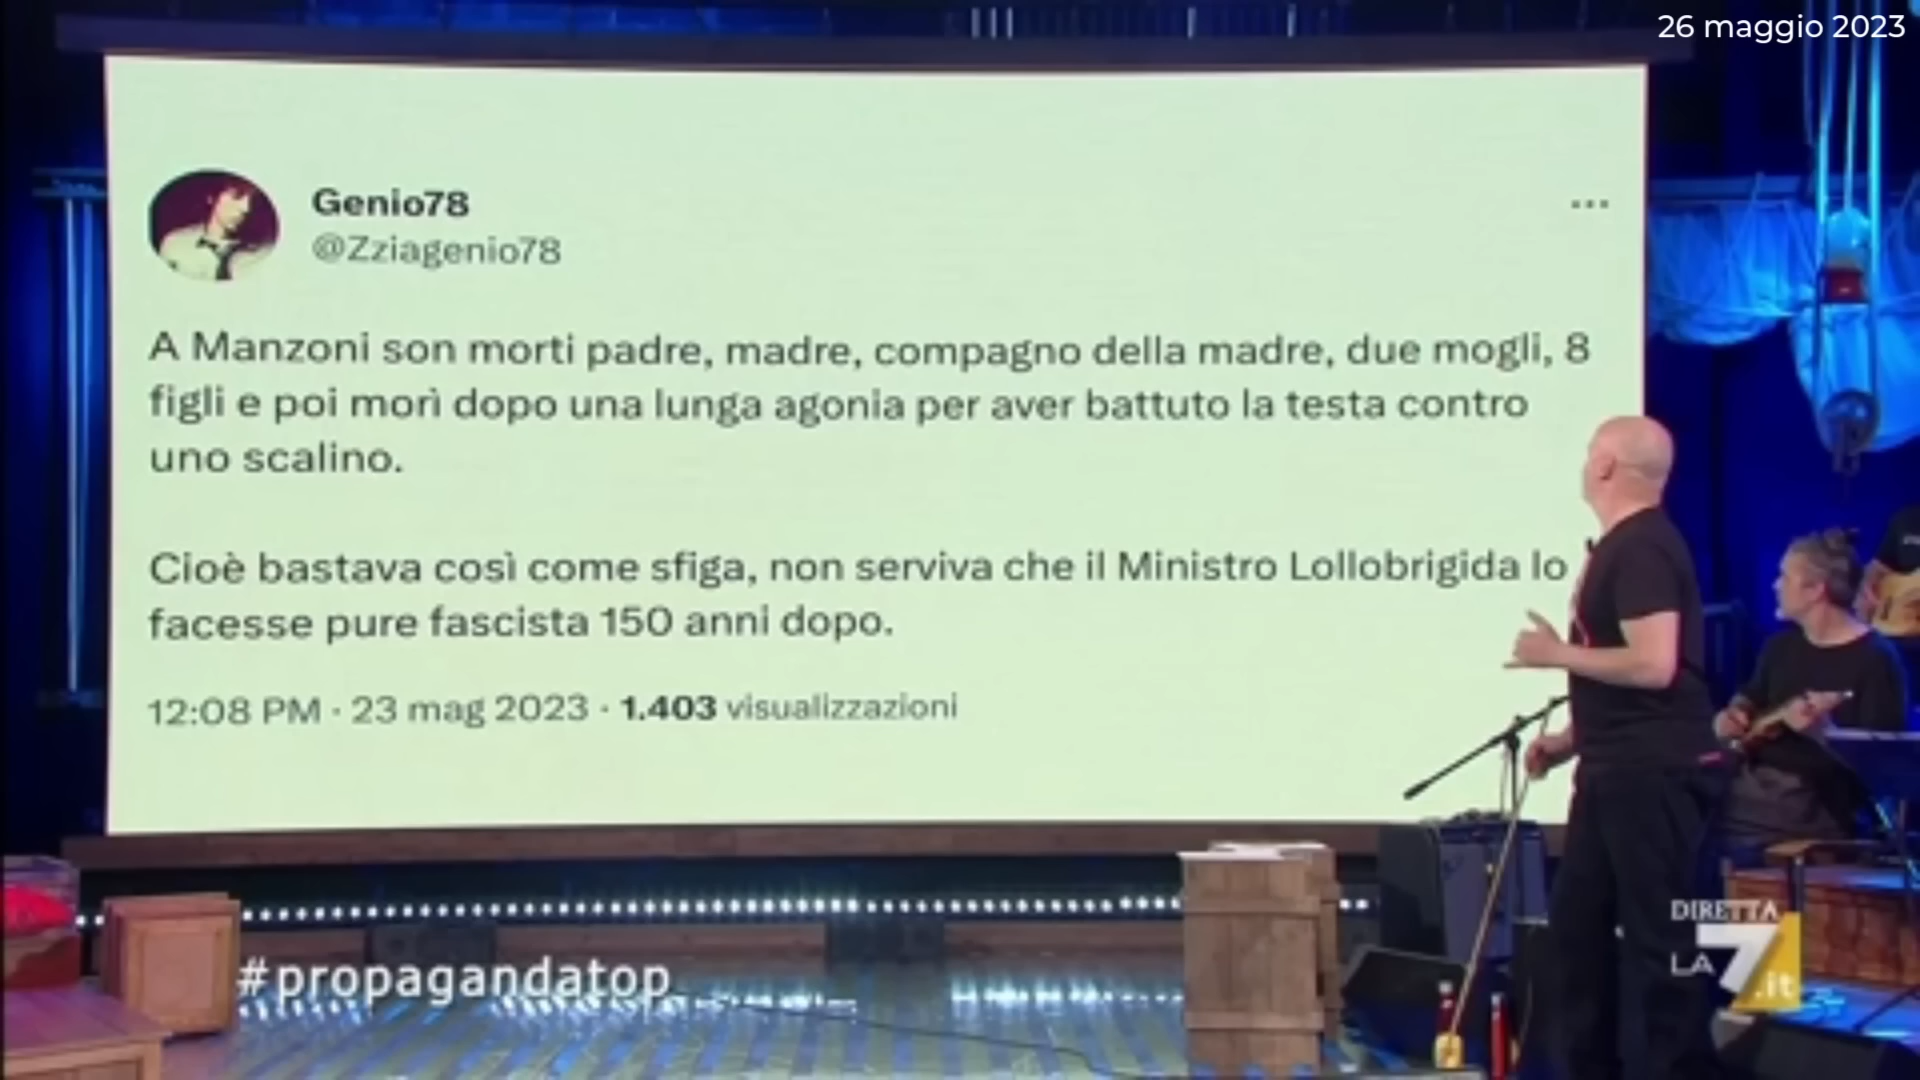 26 maggio 2023
Genio78
@Zziagenio78
A Manzoni son morti padre, madre, compagno della madre, due mogli, 8
figli e poi morì dopo una lunga agonia per aver battuto la testa contro
uno scalino.
Cioè bastava così come sfiga, non serviva che il Ministro Lollobrigida lo
facesse pure fascista 150 anni dopo.
12:08 PM · 23 mag 2023 · 1.403 visualizzazioni
#propagandatop
DIRETTA
LA7
.it